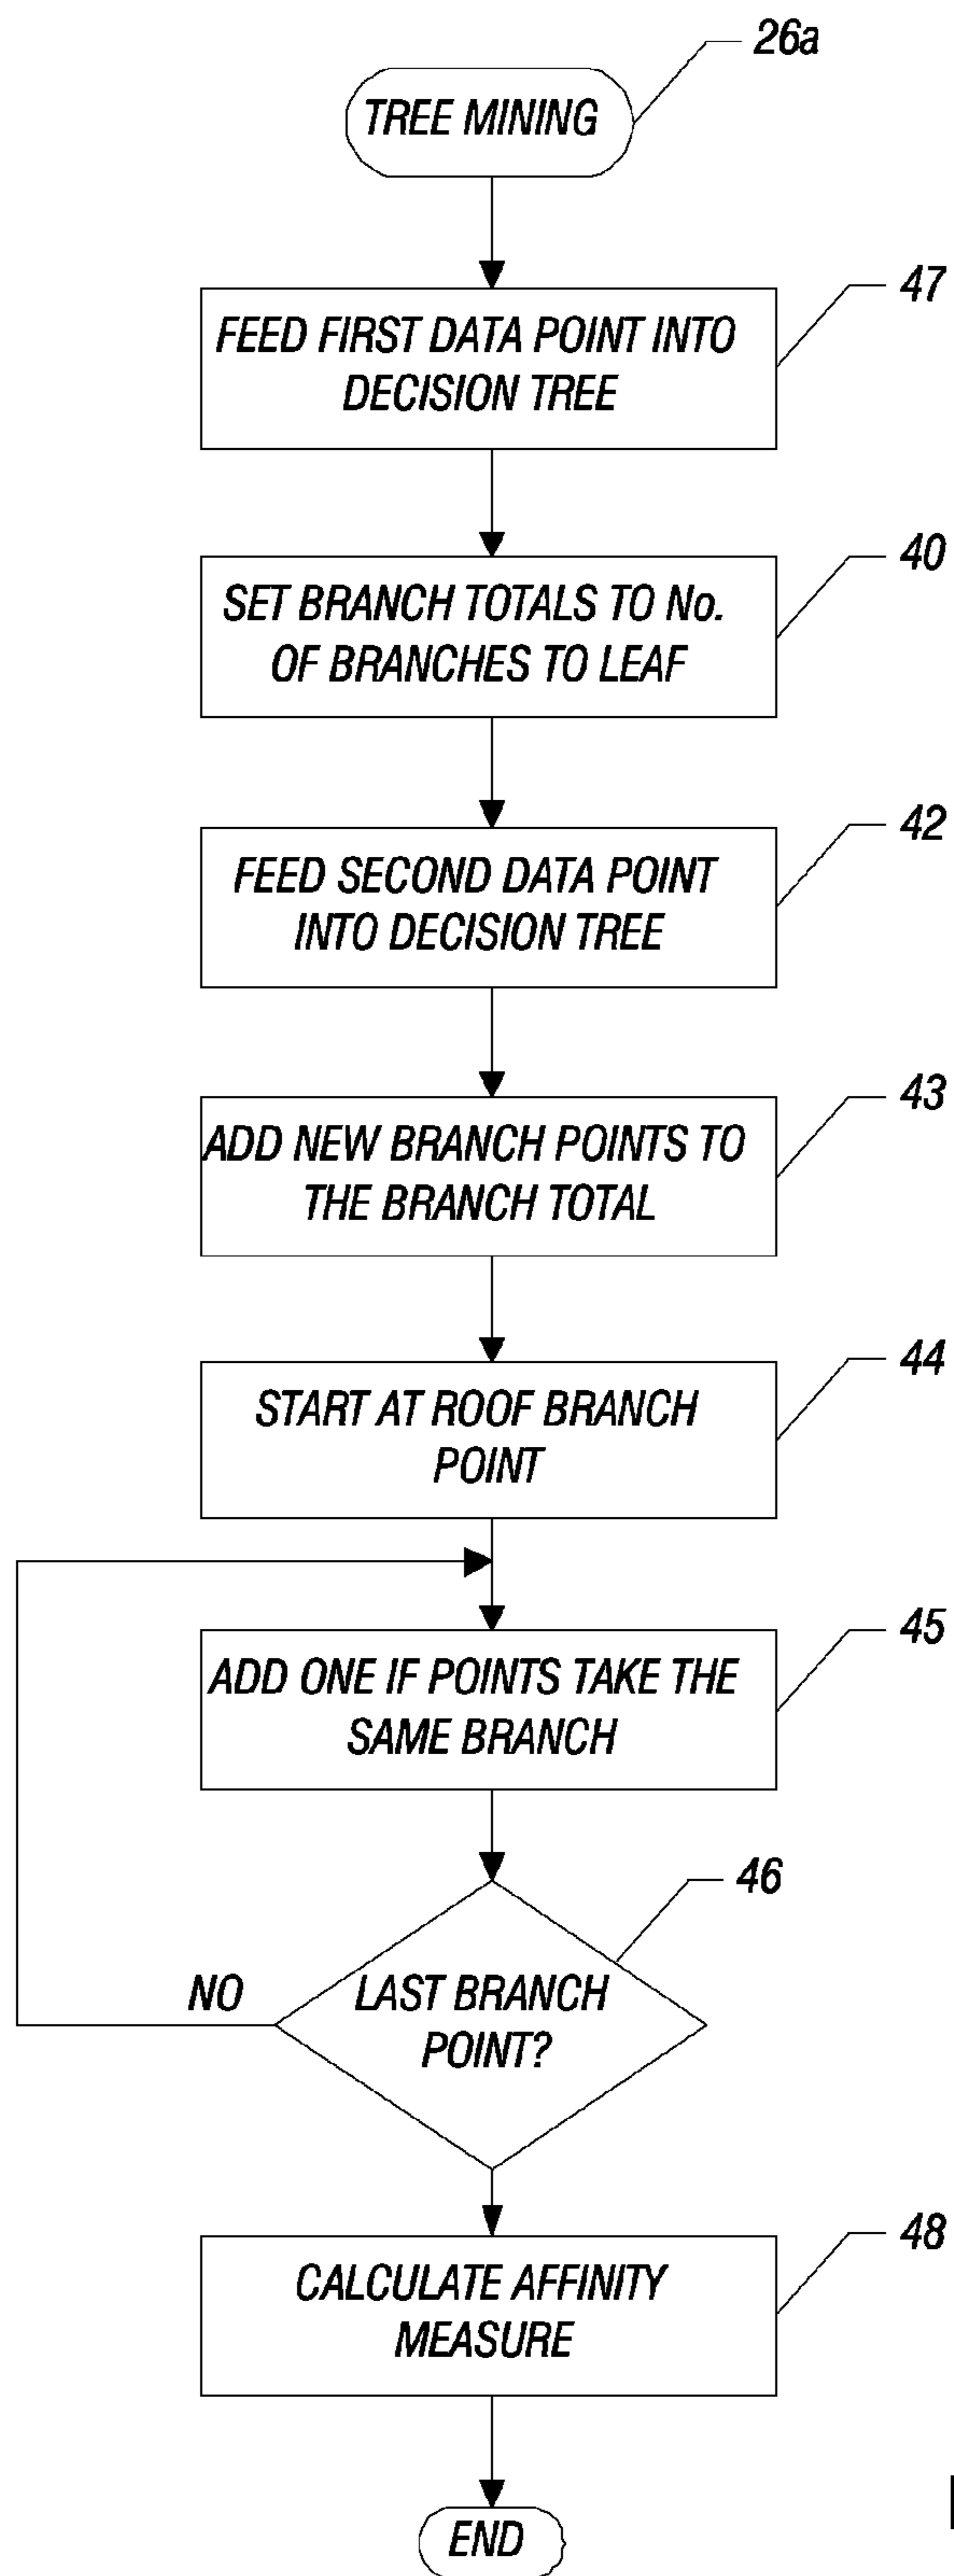 26a
TREE MINING
47
FEED FIRST DATA POINT INTO
DECISION TREE
40
SET BRANCH TOTALS TO No.
OF BRANCHES TO LEAF
42
FEED SECOND DATA POINT
INTO DECISION TREE
43
ADD NEW BRANCH POINTS TO
THE BRANCH TOTAL
44
START AT ROOF BRANCH
POINT
45
ADD ONE IF POINTS TAKE THE
SAME BRANCH
46
NO
LAST BRANCH
POINT?
48
CALCULATE AFFINITY
MEASURE
END